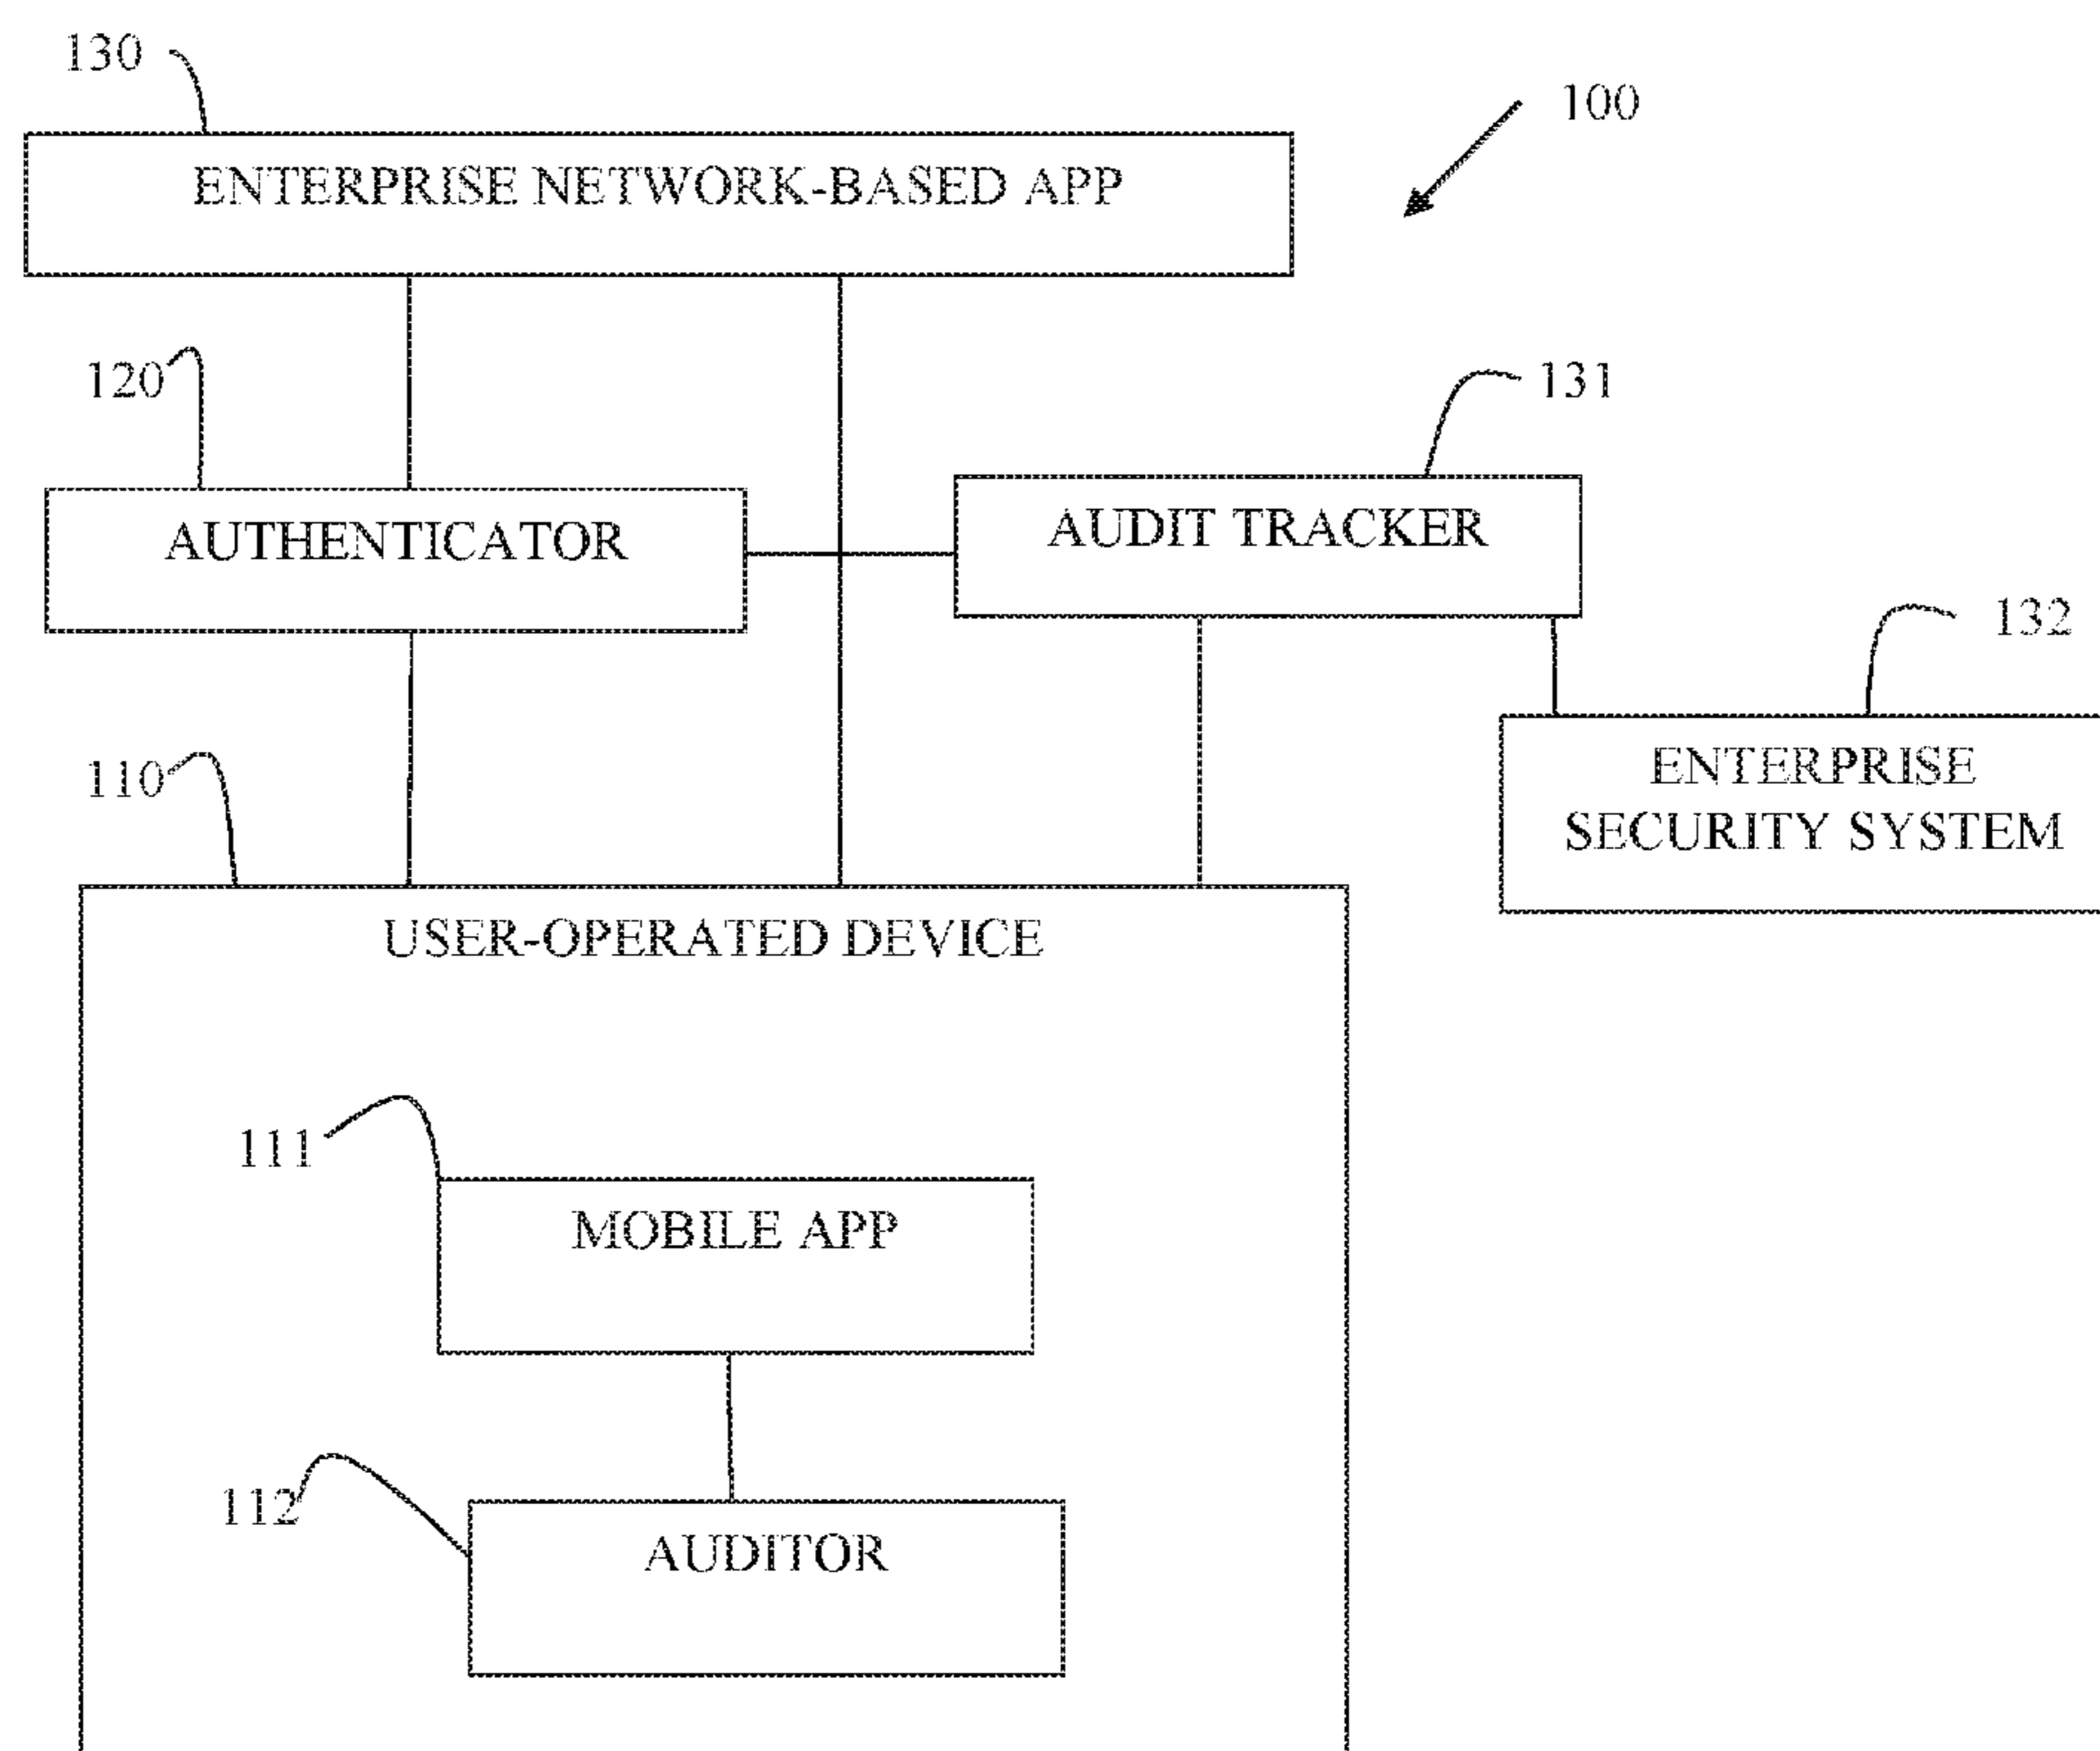 130
100
ENTERPRISE NETWORK-BASED APP
120
131
AUTHENTICATOR
AUDIT TRACKER
132
110
ENTERPRISE
SECURITY SYSTEM
USER-OPERATED DEVICE
111
MOBILE APP
112
AUDITOR